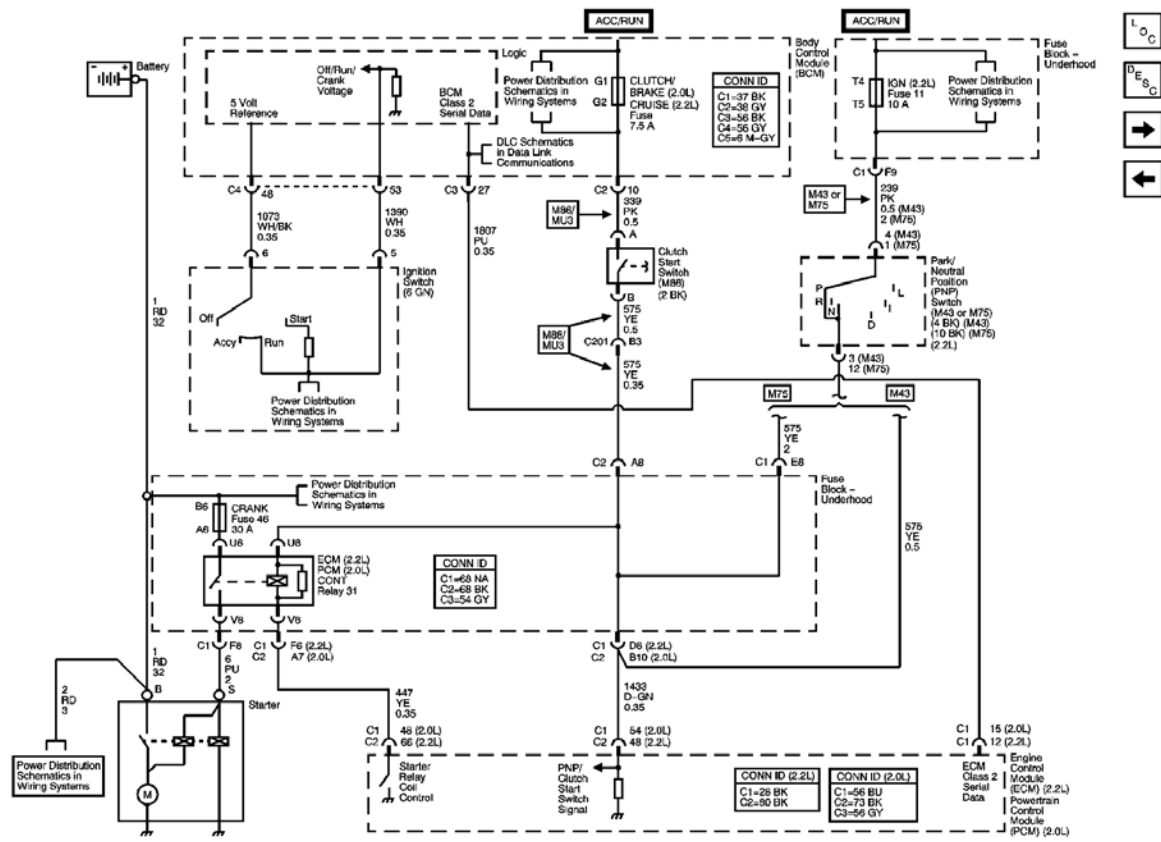 ACC/RUN
ACC/RUN
L O C
D E S C
Battery
Logic
Off/Run/
Crank
Voltage
5 Volt
Reference
BCM
Class 2
Serial Data
Power Distribution
Schematics in
Wiring Systems
G1
G2
CLUTCH/
BRAKE (2.0L)
CRUISE (2.2L)
Fuse
7.5 A
Body
Control
Module
(BCM)
CONN ID
C1=37 BK
C2=38 GY
C3=56 BK
C4=56 GY
C5=6 M-GY
DLC Schematics
in Data Link
Communications
T4
T5
IGN (2.2L)
Fuse 11
10 A
Power Distribution
Schematics in
Wiring Systems
Fuse
Block –
Underhood
C4
48
53
C3
27
C2
10
C1
F9
1073
WH/BK
0.35
1390
WH
0.35
1807
PU
0.35
M86/
MU3
339
PK
0.5
M43 or
M75
239
PK
0.5 (M43)
2 (M75)
6
5
A
4 (M43)
1 (M75)
Ignition
Switch
(6 GN)
Off
Accy
Run
Start
Power Distribution
Schematics in
Wiring Systems
Clutch
Start
Switch
(M86)
(2 BK)
B
575
YE
0.5
M86/
MU3
C201
B3
575
YE
0.35
P
R
N
D
I
I
L
Park/
Neutral
Position
(PNP)
Switch
(M43 or M75)
(4 BK) (M43)
(10 BK) (M75)
(2.2L)
3 (M43)
12 (M75)
M75
M43
1
RD
32
575
YE
2
C2
A8
C1
E8
575
YE
0.5
Power Distribution
Schematics in
Wiring Systems
Fuse
Block –
Underhood
B6
A6
CRANK
Fuse 46
30 A
U6
U8
ECM (2.2L)
PCM (2.0L)
CONT
Relay 31
CONN ID
C1=68 NA
C2=68 BK
C3=54 GY
V8
V6
C1
F8
C1
F6 (2.2L)
C2
A7 (2.0L)
C1
D6 (2.2L)
C2
B10 (2.0L)
1
RD
32
6
PU
2
2
RD
3
B
S
Starter
M
Power Distribution
Schematics in
Wiring Systems
447
YE
0.35
1433
D-GN
0.35
C1
48 (2.0L)
C2
66 (2.2L)
C1
54 (2.0L)
C2
48 (2.2L)
C1
15 (2.0L)
C1
12 (2.2L)
Starter
Relay
Coil
Control
PNP/
Clutch
Start
Switch
Signal
CONN ID (2.2L)
C1=28 BK
C2=80 BK
CONN ID (2.0L)
C1=56 BU
C2=73 BK
C3=56 GY
ECM
Class 2
Serial
Data
Engine
Control
Module
(ECM) (2.2L)
Powertrain
Control
Module
(PCM) (2.0L)